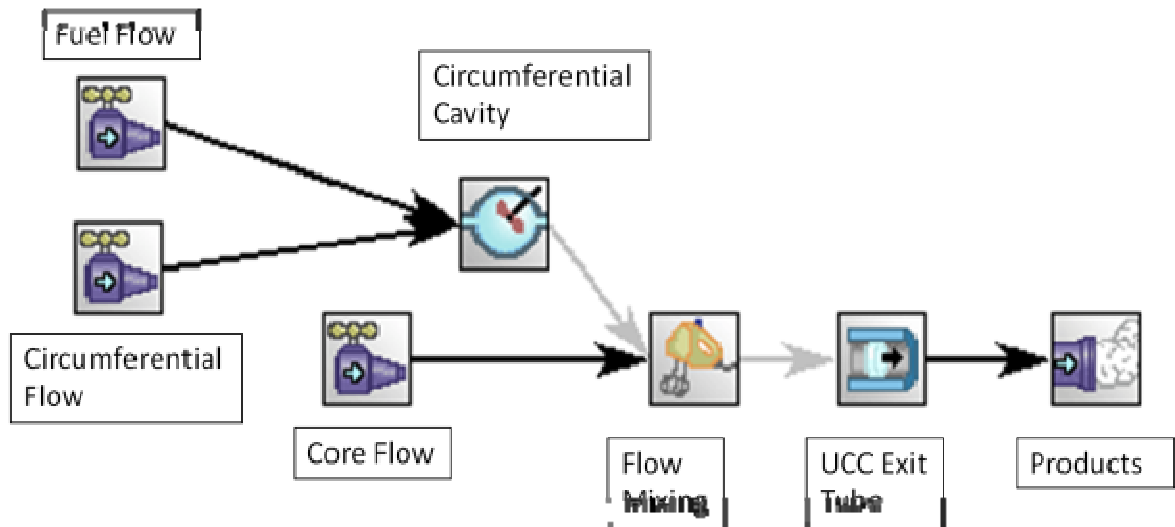 Fuel Flow
Circumferential
Cavity
Circumferential
Flow
Core Flow
Flow
Mixing
UCC Exit
Tube
Products